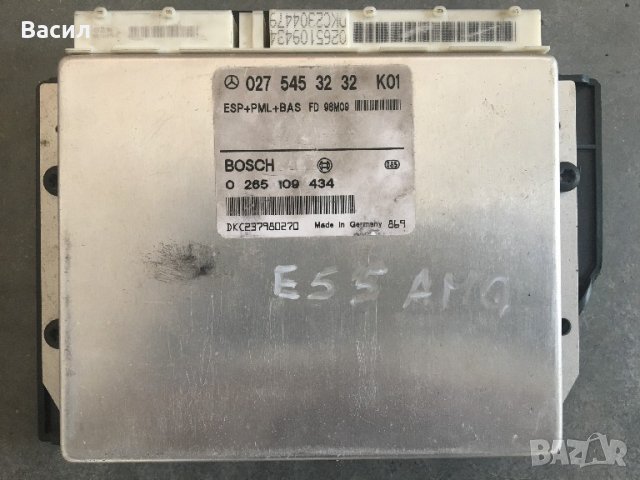 Васил
DKC2304479
0265109434
027 545 32 32 K01
ESP+PML+BAS FD 98M09
BOSCH
0 265 109 434
DKC237980270 Made in Germany 869
E55 AMG
BAZAR